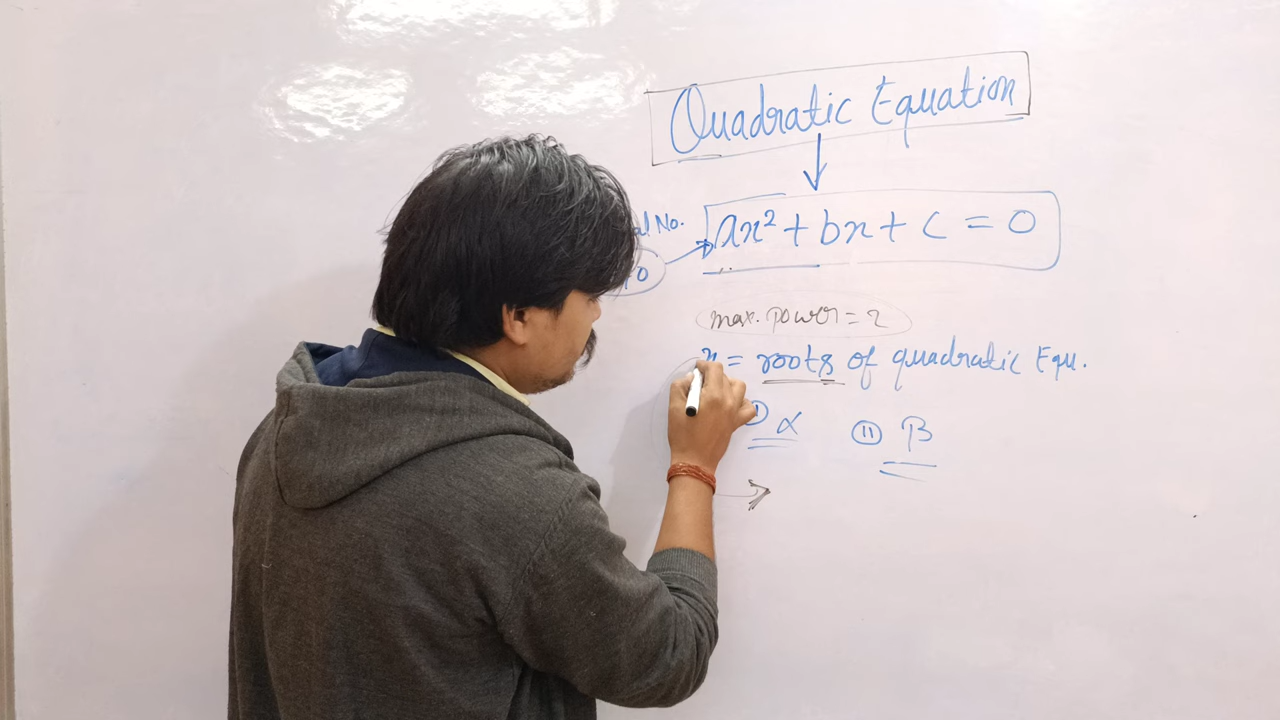 Quadratic Equation
No.
ax² + bx + c = 0
max. power = 2
x = roots of quadratic Equ.
(I) α (II) β